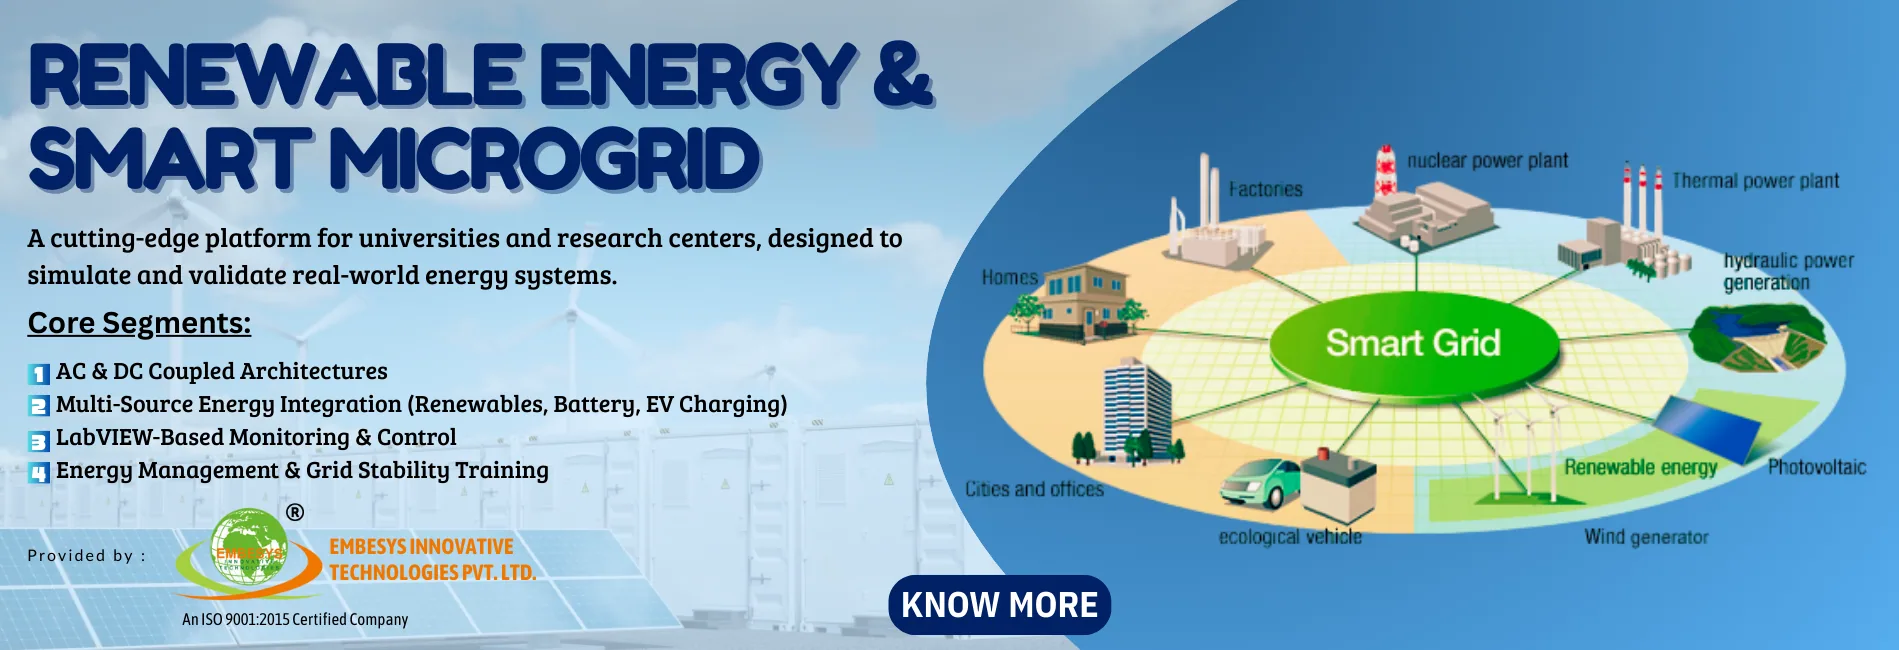 RENEWABLE ENERGY &
SMART MICROGRID
A cutting-edge platform for universities and research centers, designed to
simulate and validate real-world energy systems.
Core Segments:
1 AC & DC Coupled Architectures
2 Multi-Source Energy Integration (Renewables, Battery, EV Charging)
3 LabVIEW-Based Monitoring & Control
4 Energy Management & Grid Stability Training
Provided by :
®
EMBESYS
INNOVATIVE
TECHNOLOGIES
EMBESYS INNOVATIVE
TECHNOLOGIES PVT. LTD.
An ISO 9001:2015 Certified Company
KNOW MORE
nuclear power plant
Factories
Thermal power plant
hydraulic power
generation
Homes
Smart Grid
Renewable energy
Photovoltaic
Cities and offices
ecological vehicle
Wind generator